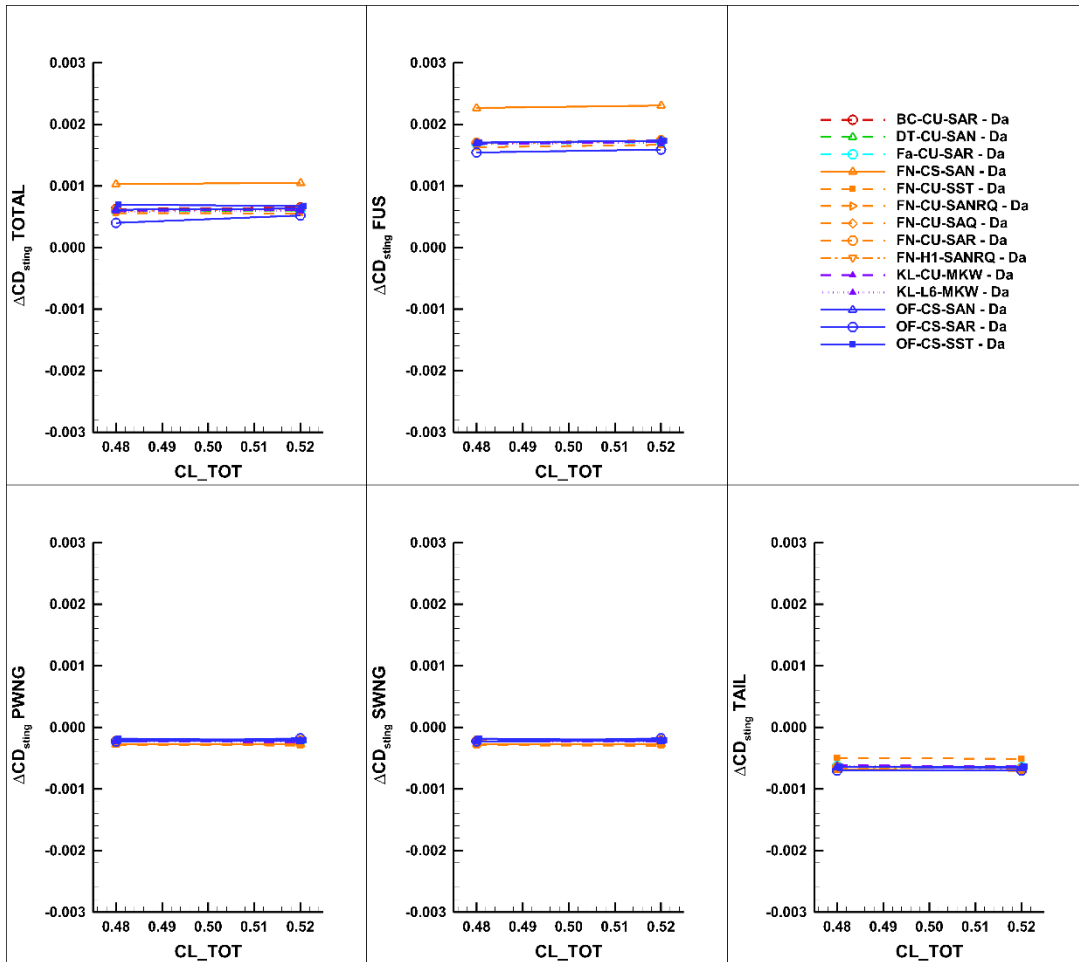 0.003
0.002
0.001
0.000
-0.001
-0.002
-0.003
ΔCDsting TOTAL
0.48 0.49 0.50 0.51 0.52
CL_TOT
0.003
0.002
0.001
0.000
-0.001
-0.002
-0.003
ΔCDsting FUS
0.48 0.49 0.50 0.51 0.52
CL_TOT
BC-CU-SAR - Da
DT-CU-SAN - Da
Fa-CU-SAR - Da
FN-CS-SAN - Da
FN-CU-SST - Da
FN-CU-SANRQ - Da
FN-CU-SAQ - Da
FN-CU-SAR - Da
FN-H1-SANRQ - Da
KL-CU-MKW - Da
KL-L6-MKW - Da
OF-CS-SAN - Da
OF-CS-SAR - Da
OF-CS-SST - Da
0.003
0.002
0.001
0.000
-0.001
-0.002
-0.003
ΔCDsting PWNG
0.48 0.49 0.50 0.51 0.52
CL_TOT
0.003
0.002
0.001
0.000
-0.001
-0.002
-0.003
ΔCDsting SWNG
0.48 0.49 0.50 0.51 0.52
CL_TOT
0.003
0.002
0.001
0.000
-0.001
-0.002
-0.003
ΔCDsting TAIL
0.48 0.49 0.50 0.51 0.52
CL_TOT